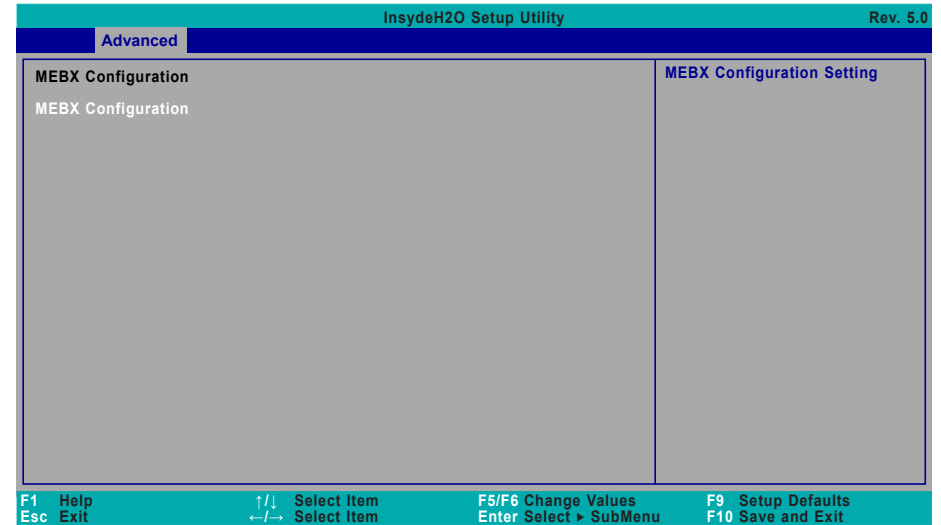 InsydeH2O Setup Utility Rev. 5.0
Advanced
MEBX Configuration
MEBX Configuration
MEBX Configuration Setting
F1 Help ↑/↓ Select Item F5/F6 Change Values F9 Setup Defaults
Esc Exit ←/→ Select Item Enter Select ▶ SubMenu F10 Save and Exit